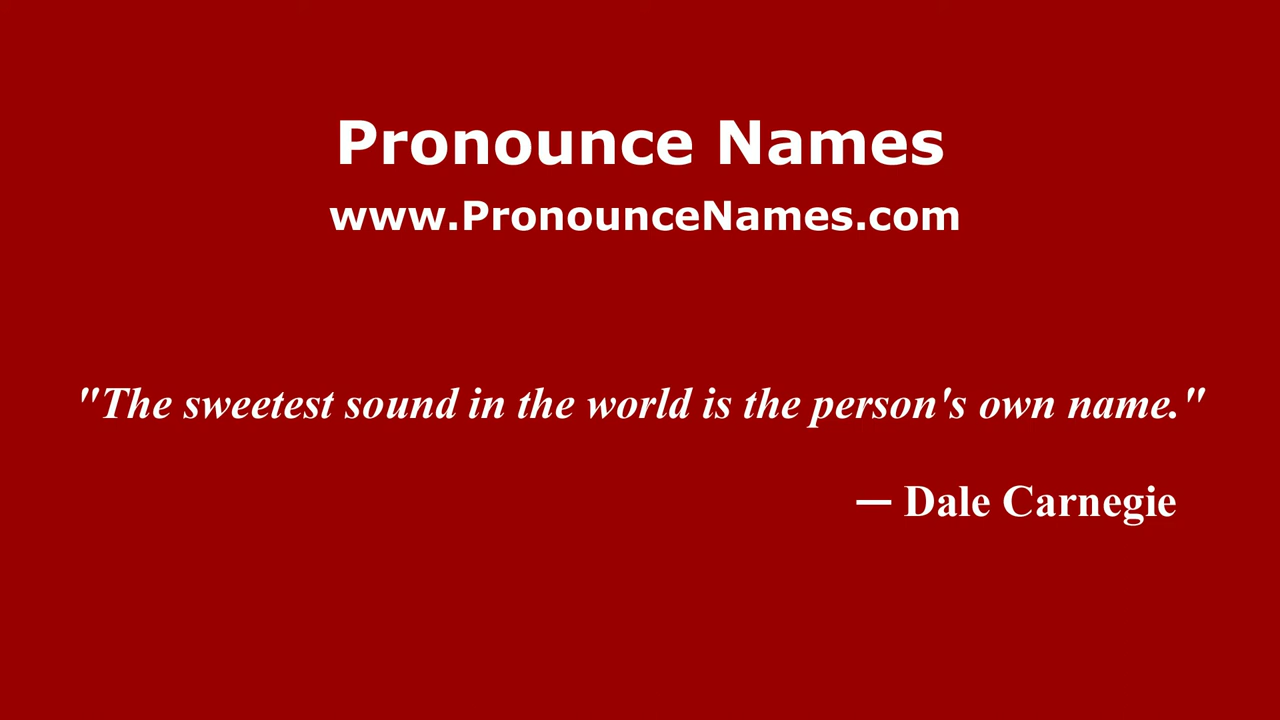 Pronounce Names
www.PronounceNames.com
"The sweetest sound in the world is the person's own name."
— Dale Carnegie